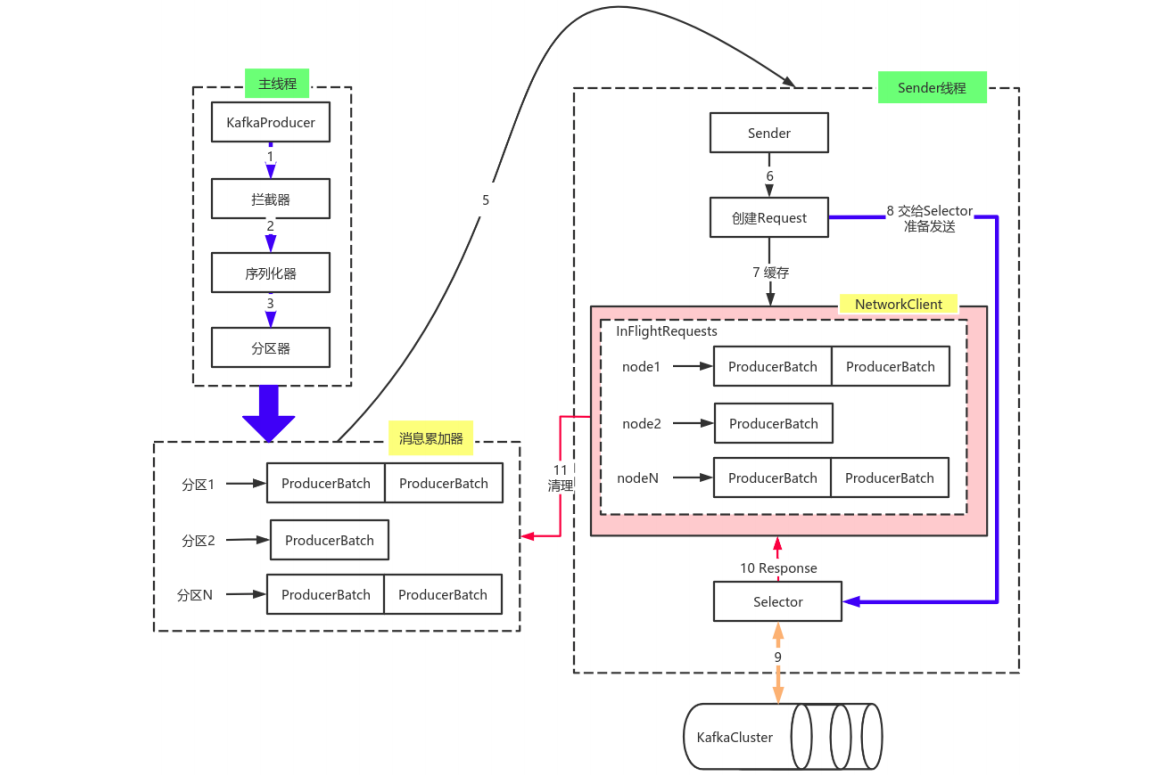 主线程
KafkaProducer
1
拦截器
2
序列化器
3
分区器
消息累加器
分区1
ProducerBatch
ProducerBatch
分区2
ProducerBatch
分区N
ProducerBatch
ProducerBatch
5
Sender线程
Sender
6
创建Request
8 交给Selector
准备发送
7 缓存
NetworkClient
InFlightRequests
node1
ProducerBatch
ProducerBatch
node2
ProducerBatch
nodeN
ProducerBatch
ProducerBatch
11
清理
10 Response
Selector
9
KafkaCluster